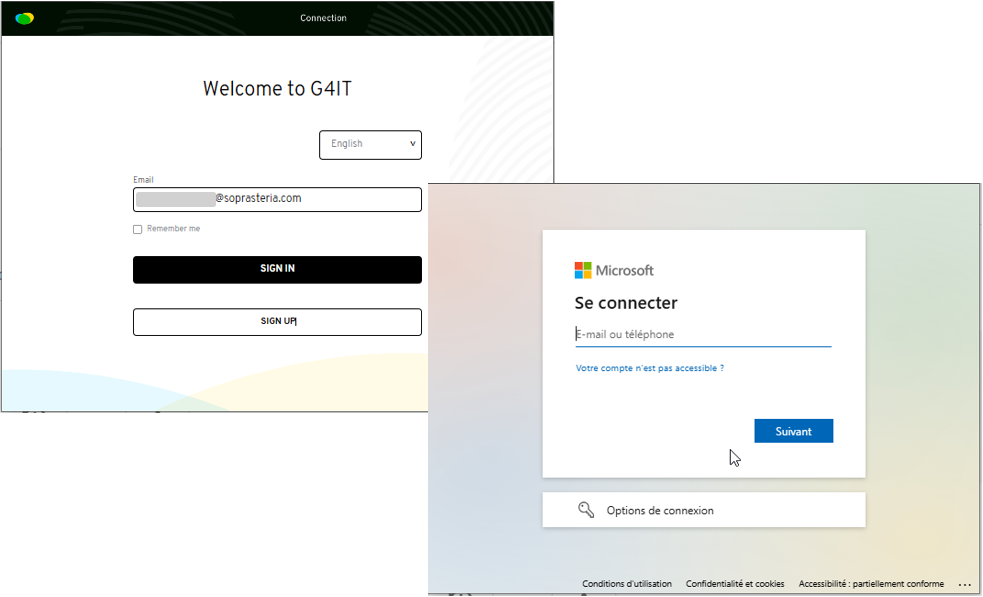 Connection
Welcome to G4IT
English
Email
@soprasteria.com
Remember me
SIGN IN
SIGN UP
Microsoft
Se connecter
E-mail ou téléphone
Votre compte n'est pas accessible ?
Suivant
Options de connexion
Conditions d'utilisation Confidentialité et cookies Accessibilité : partiellement conforme ...